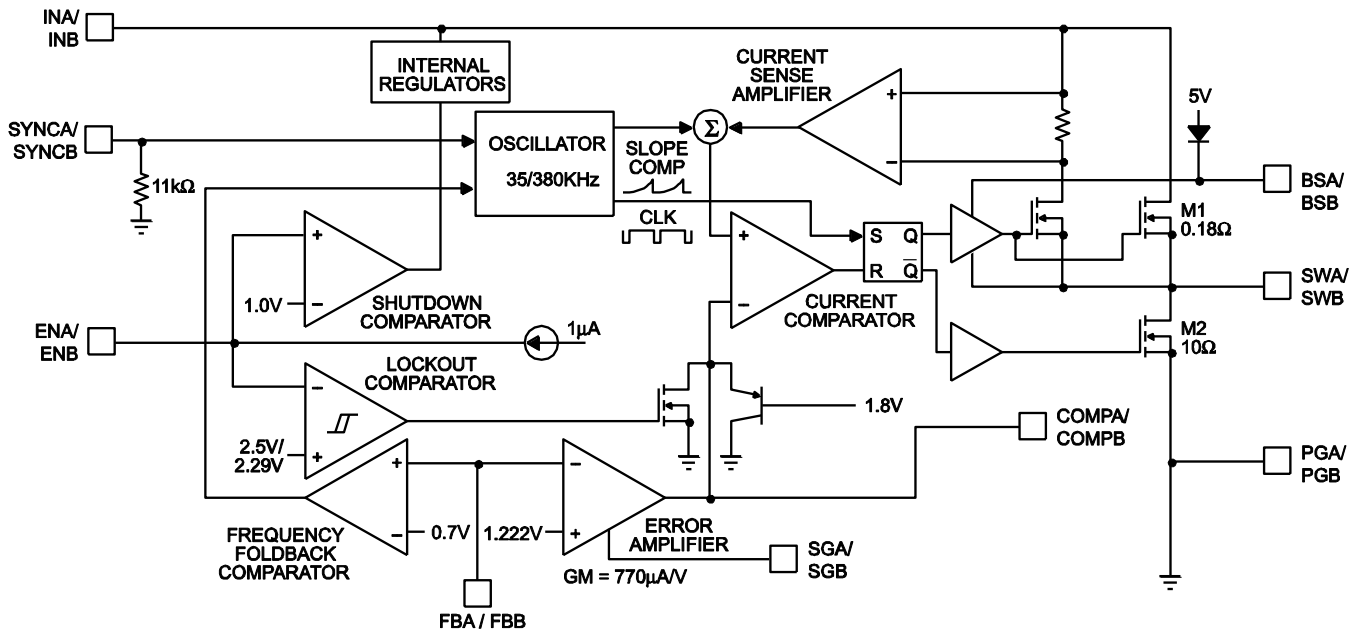 INA/
INB
INTERNAL
REGULATORS
CURRENT
SENSE
AMPLIFIER
+
−
5V
SYNCA/
SYNCB
11kΩ
OSCILLATOR
35/380KHz
Σ
SLOPE
COMP
CLK
BSA/
BSB
M1
0.18Ω
+
−
1.0V
SHUTDOWN
COMPARATOR
+
−
CURRENT
COMPARATOR
S Q
R Q̅
SWA/
SWB
ENA/
ENB
1µA
M2
10Ω
LOCKOUT
COMPARATOR
−
+
2.5V/
2.29V
1.8V
COMPA/
COMPB
PGA/
PGB
+
−
0.7V
FREQUENCY
FOLDBACK
COMPARATOR
−
+
1.222V
ERROR
AMPLIFIER
GM = 770µA/V
SGA/
SGB
FBA / FBB